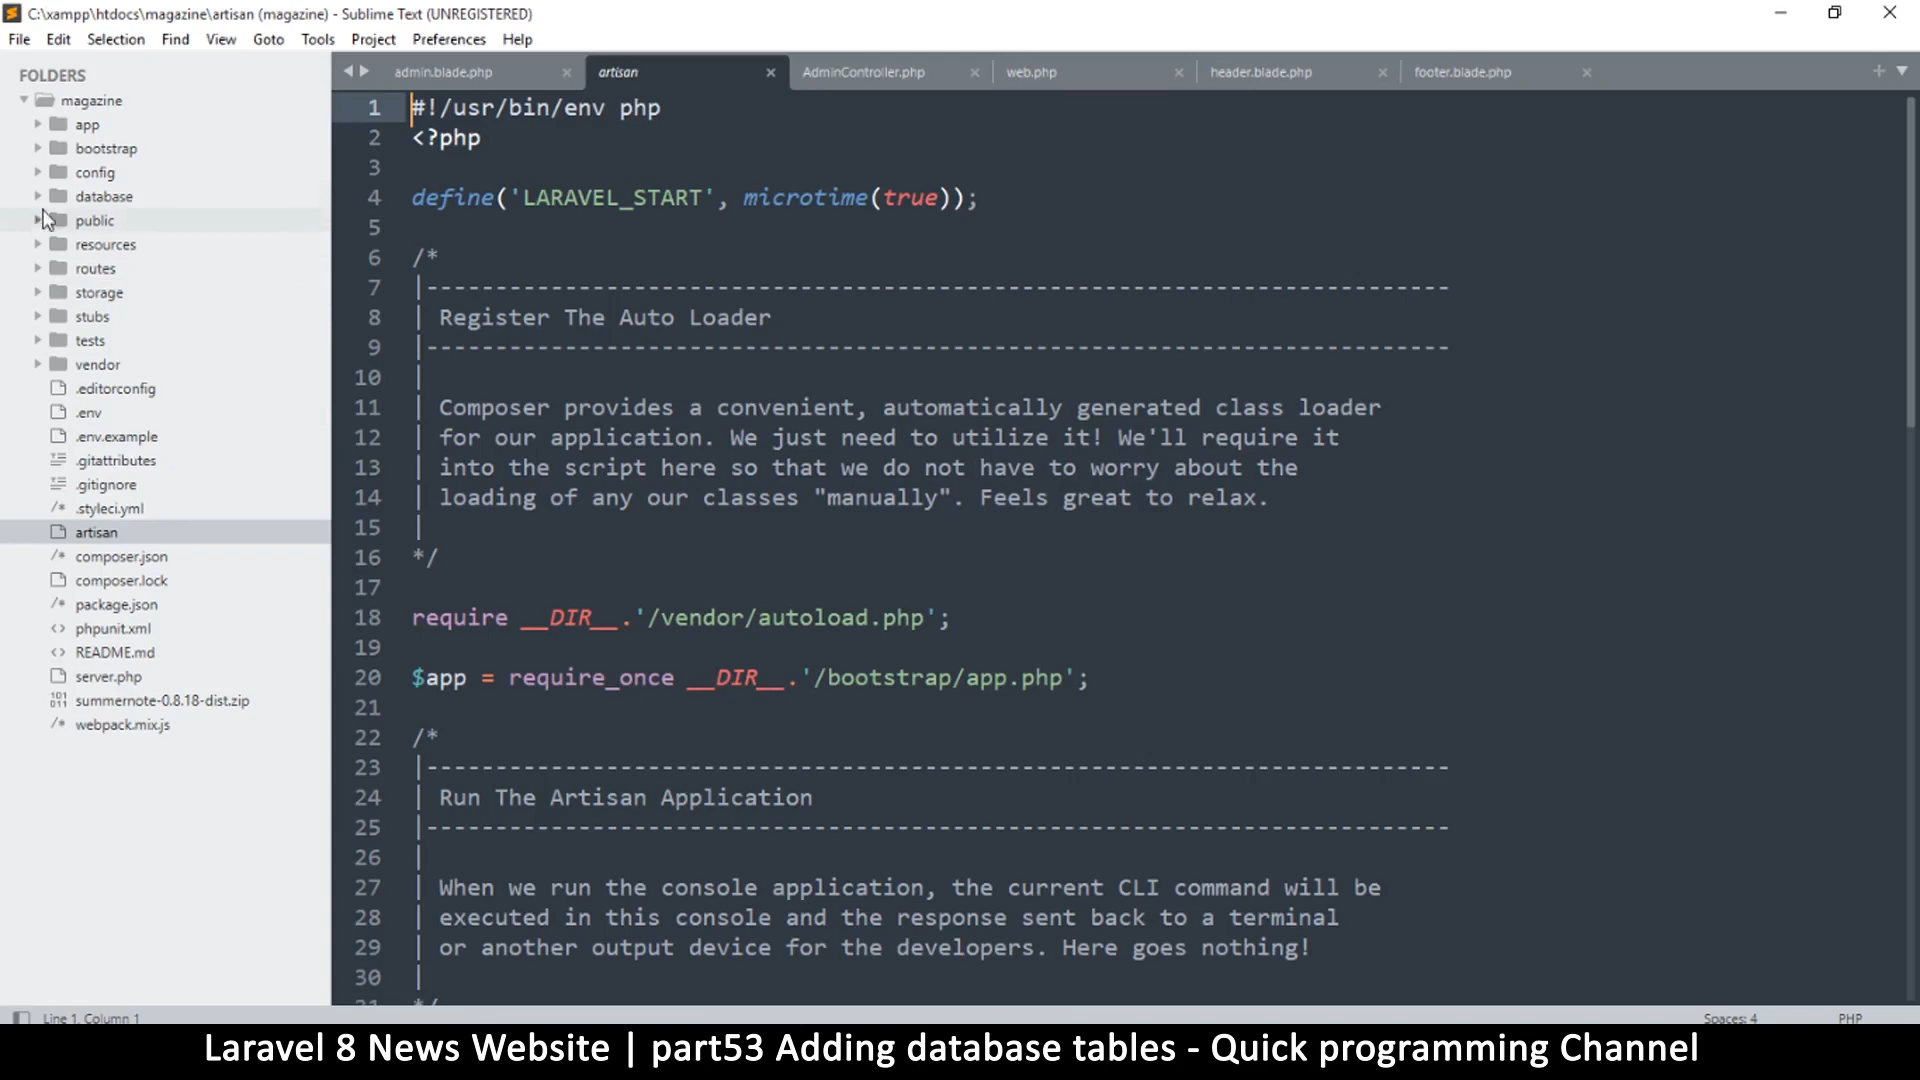 C:\xampp\htdocs\magazine\artisan (magazine) - Sublime Text (UNREGISTERED)
File Edit Selection Find View Goto Tools Project Preferences Help
FOLDERS
magazine
app
bootstrap
config
database
public
resources
routes
storage
stubs
tests
vendor
.editorconfig
.env
.env.example
.gitattributes
.gitignore
.styleci.yml
artisan
composer.json
composer.lock
package.json
phpunit.xml
README.md
server.php
summernote-0.8.18-dist.zip
webpack.mix.js
admin.blade.php artisan AdminController.php web.php header.blade.php footer.blade.php
1 #!/usr/bin/env php
2 <?php
3
4 define('LARAVEL_START', microtime(true));
5
6 /*
7 |--------------------------------------------------------------------------
8 | Register The Auto Loader
9 |--------------------------------------------------------------------------
10 |
11 | Composer provides a convenient, automatically generated class loader
12 | for our application. We just need to utilize it! We'll require it
13 | into the script here so that we do not have to worry about the
14 | loading of any our classes "manually". Feels great to relax.
15 |
16 */
17
18 require __DIR__.'/vendor/autoload.php';
19
20 $app = require_once __DIR__.'/bootstrap/app.php';
21
22 /*
23 |--------------------------------------------------------------------------
24 | Run The Artisan Application
25 |--------------------------------------------------------------------------
26 |
27 | When we run the console application, the current CLI command will be
28 | executed in this console and the response sent back to a terminal
29 | or another output device for the developers. Here goes nothing!
30 |
31 */
Line 1, Column 1 Spaces: 4 PHP
Laravel 8 News Website | part53 Adding database tables - Quick programming Channel